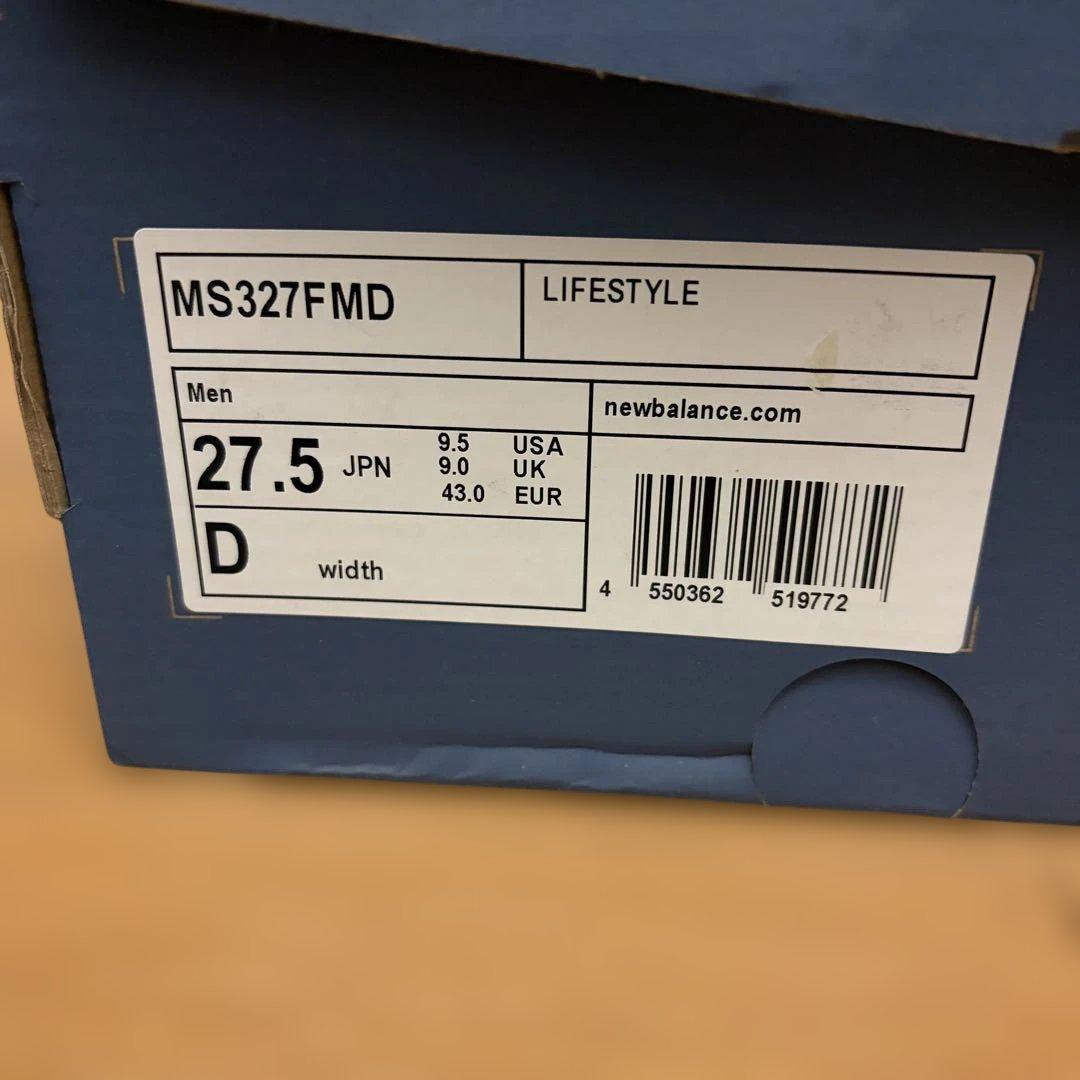 MS327FMD
LIFESTYLE
Men
newbalance.com
27.5 JPN
9.5 USA
9.0 UK
43.0 EUR
D width
4 550362 519772